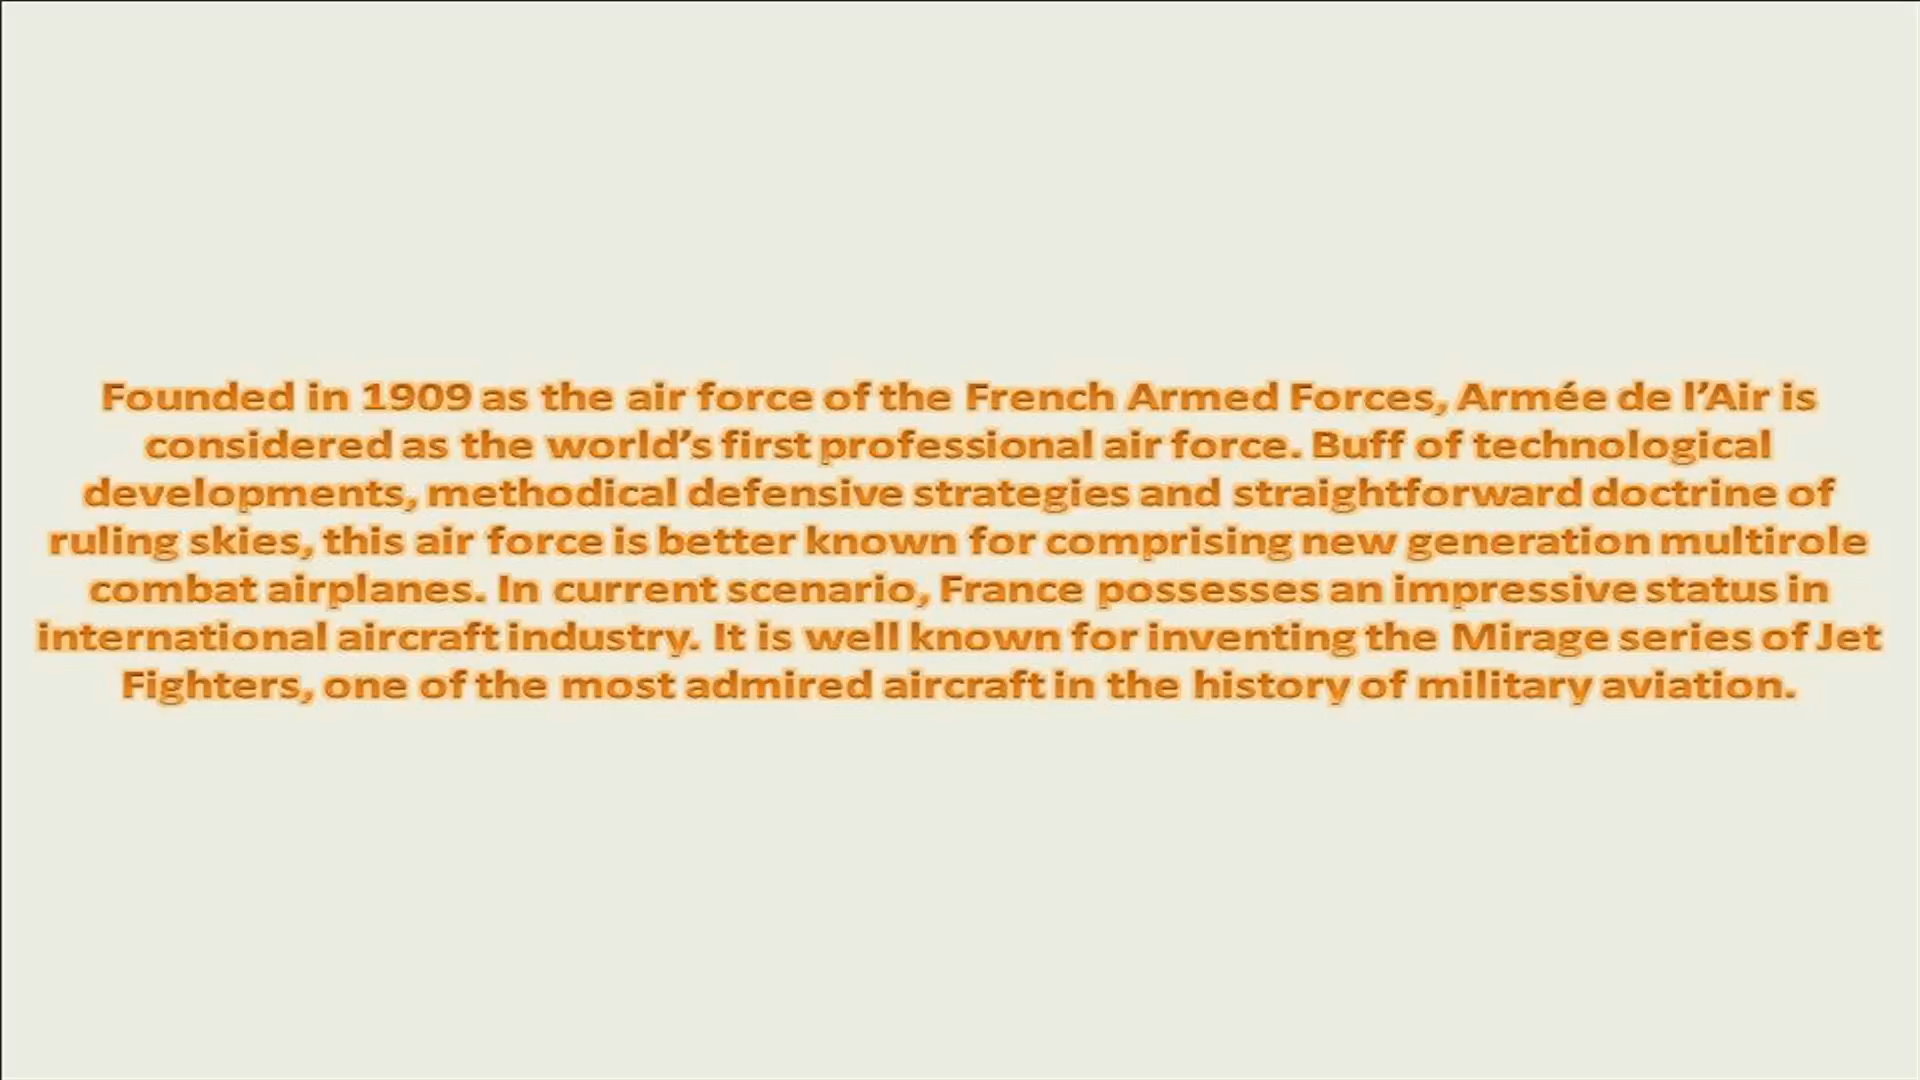 Founded in 1909 as the air force of the French Armed Forces, Armée de l’Air is
considered as the world’s first professional air force. Buff of technological
developments, methodical defensive strategies and straightforward doctrine of
ruling skies, this air force is better known for comprising new generation multirole
combat airplanes. In current scenario, France possesses an impressive status in
international aircraft industry. It is well known for inventing the Mirage series of Jet
Fighters, one of the most admired aircraft in the history of military aviation.